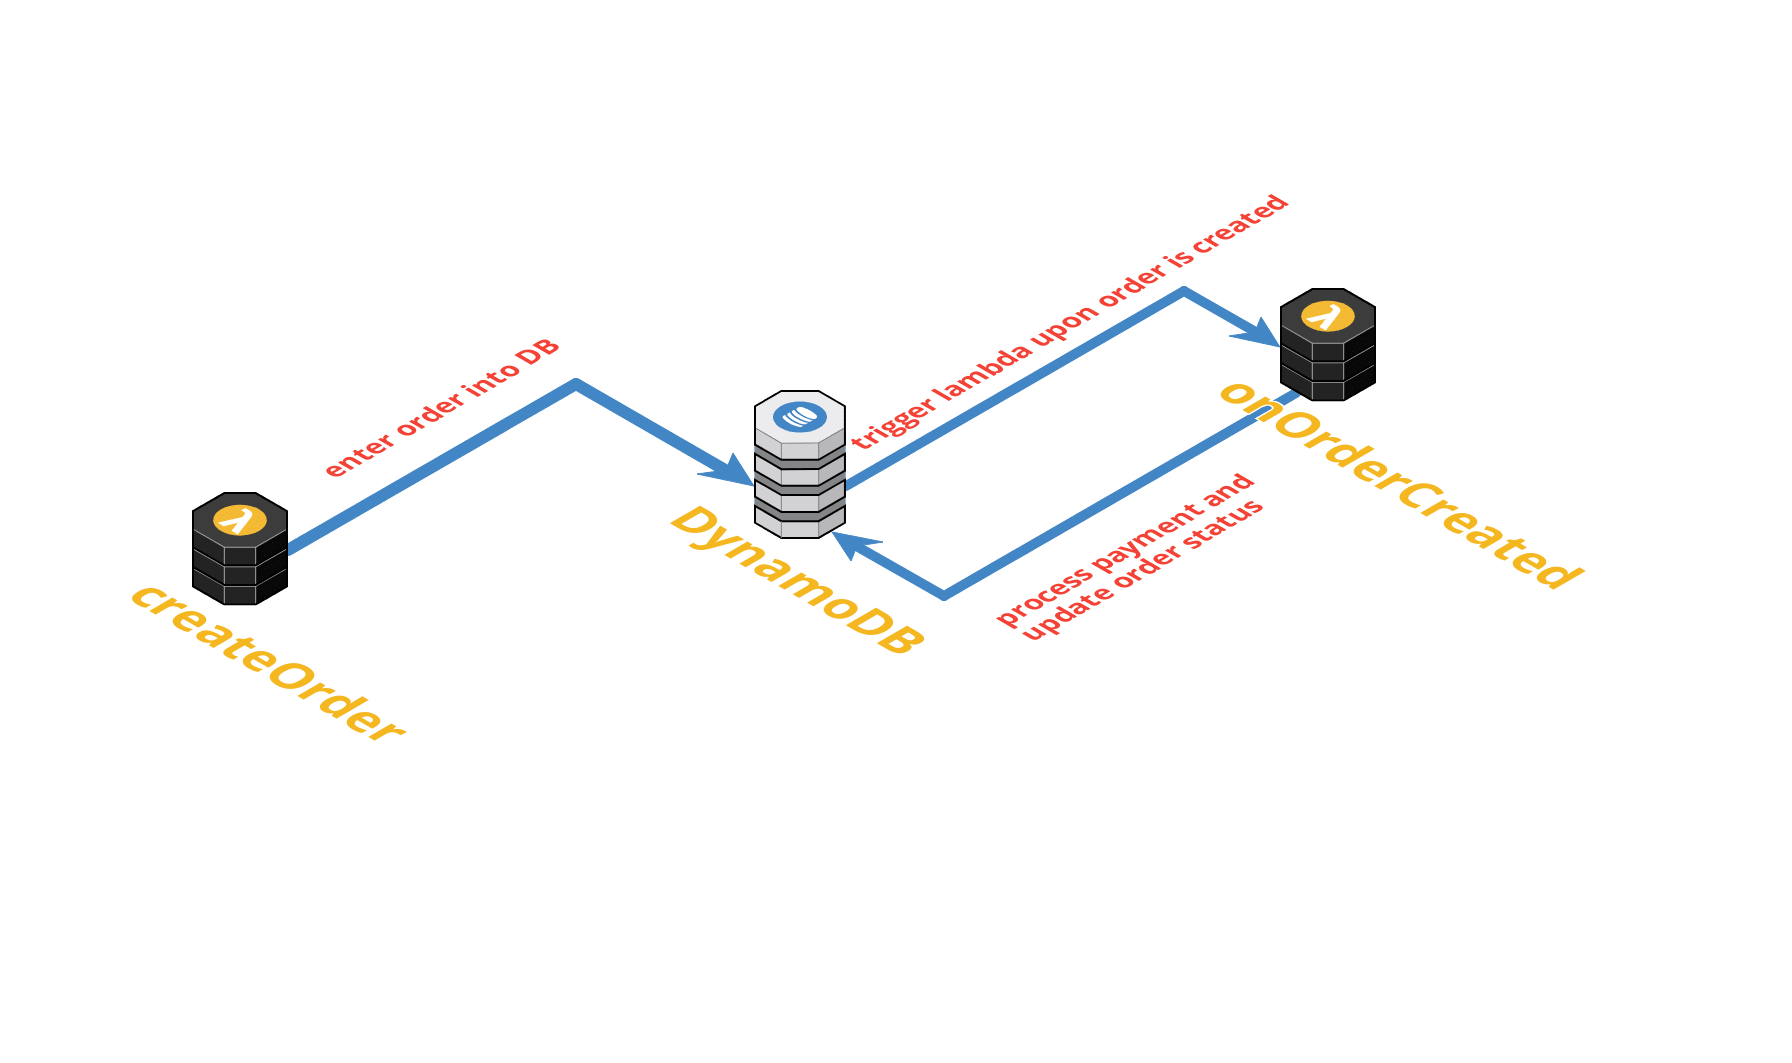 enter order into DB
trigger lambda upon order is created
process payment and
update order status
createOrder
DynamoDB
onOrderCreated